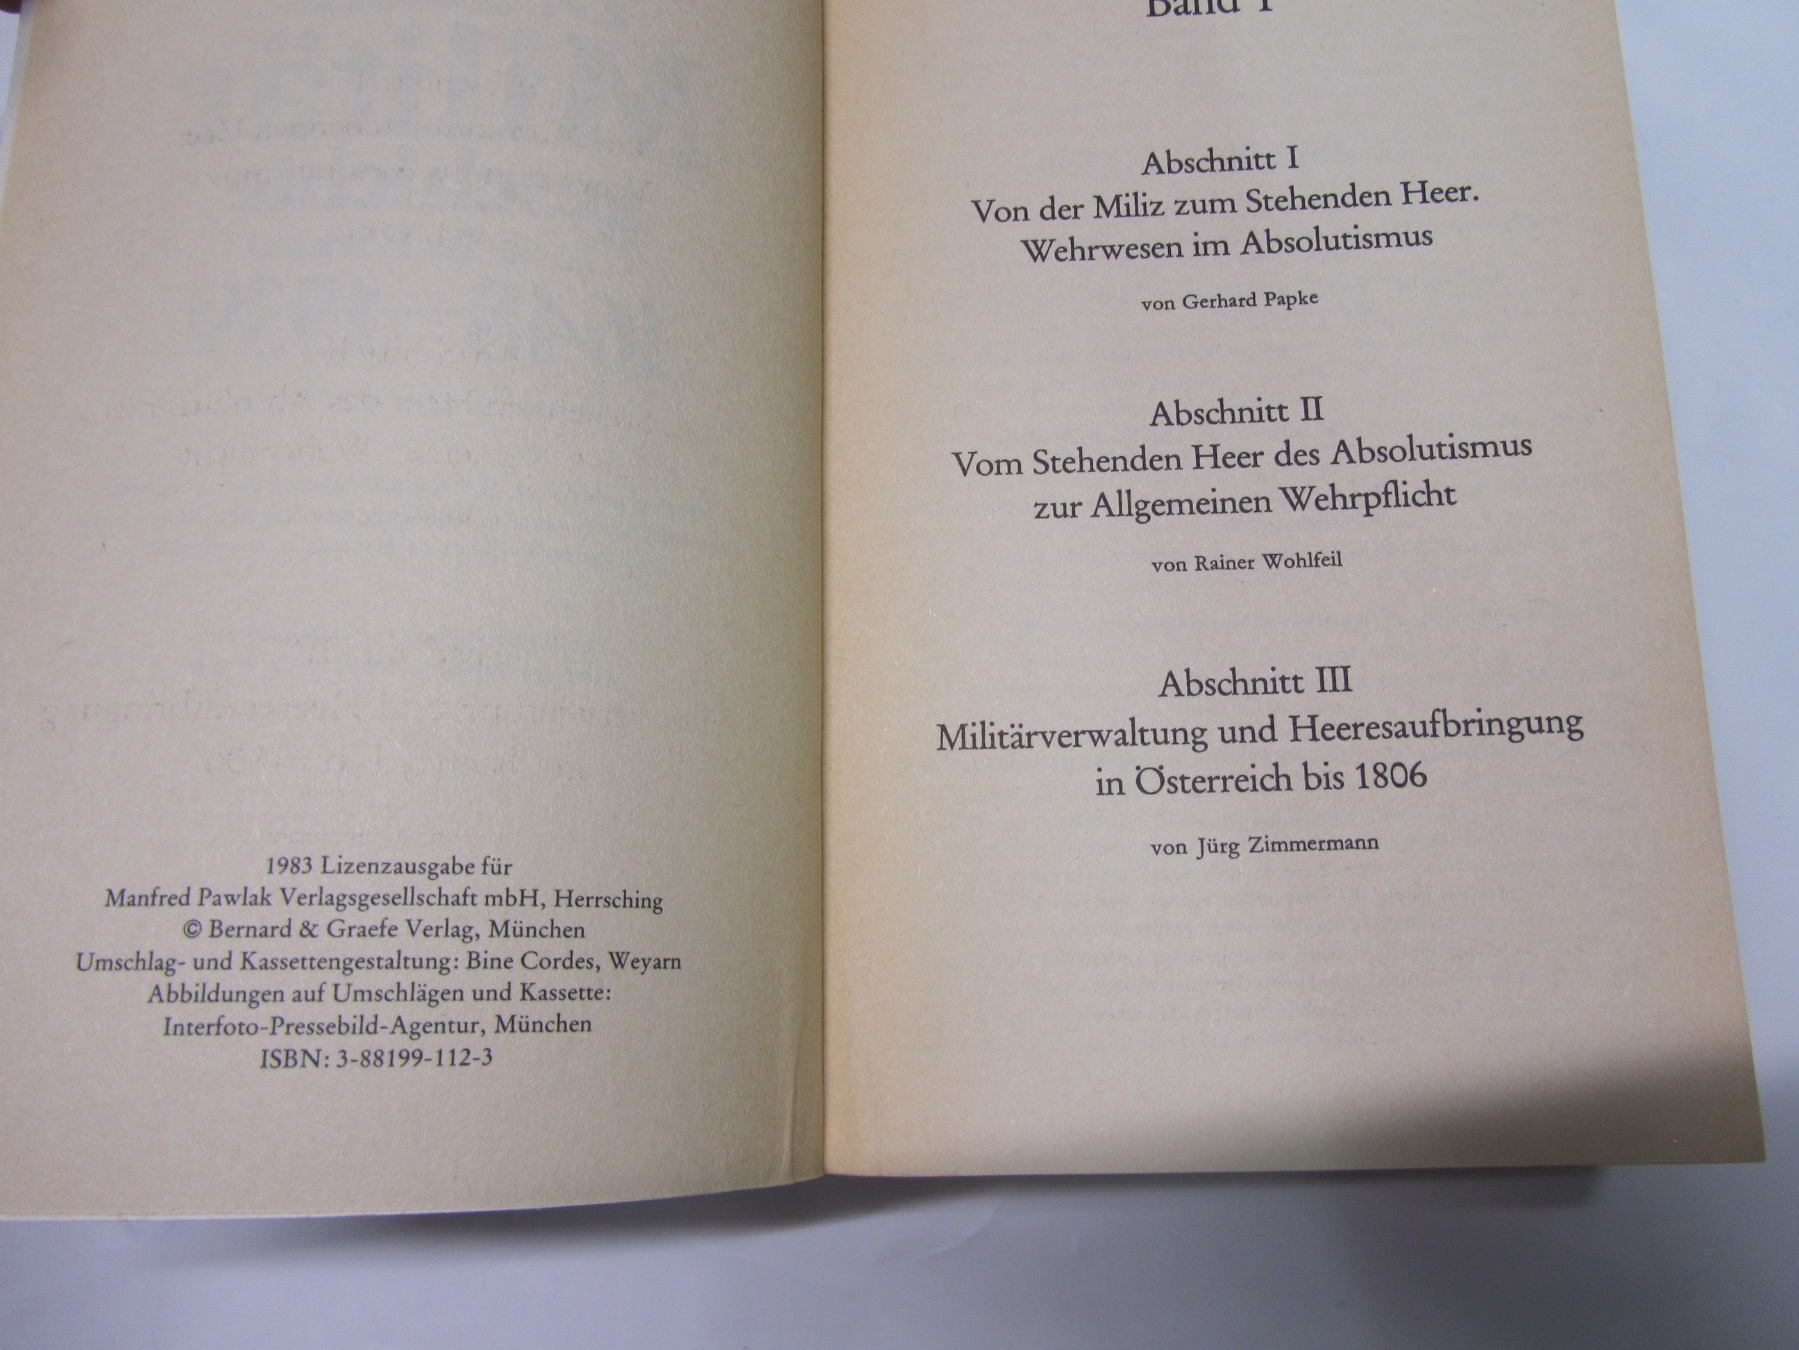 1983 Lizenzausgabe für
Manfred Pawlak Verlagsgesellschaft mbH, Herrsching
© Bernard & Graefe Verlag, München
Umschlag- und Kassettengestaltung: Bine Cordes, Weyarn
Abbildungen auf Umschlägen und Kassette:
Interfoto-Pressebild-Agentur, München
ISBN: 3-88199-112-3
Band 1
Abschnitt I
Von der Miliz zum Stehenden Heer.
Wehrwesen im Absolutismus
von Gerhard Papke
Abschnitt II
Vom Stehenden Heer des Absolutismus
zur Allgemeinen Wehrpflicht
von Rainer Wohlfeil
Abschnitt III
Militärverwaltung und Heeresaufbringung
in Österreich bis 1806
von Jürg Zimmermann